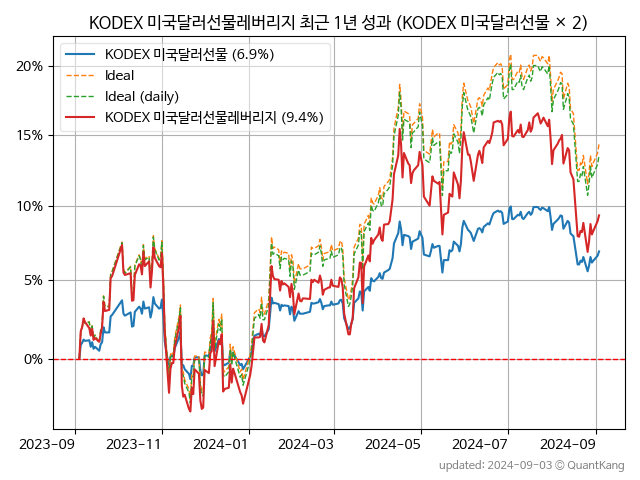 KODEX 미국달러선물레버리지 최근 1년 성과 (KODEX 미국달러선물 × 2)
KODEX 미국달러선물 (6.9%)
Ideal
Ideal (daily)
KODEX 미국달러선물레버리지 (9.4%)
20%
15%
10%
5%
0%
2023-09 2023-11 2024-01 2024-03 2024-05 2024-07 2024-09
updated: 2024-09-03 © QuantKang